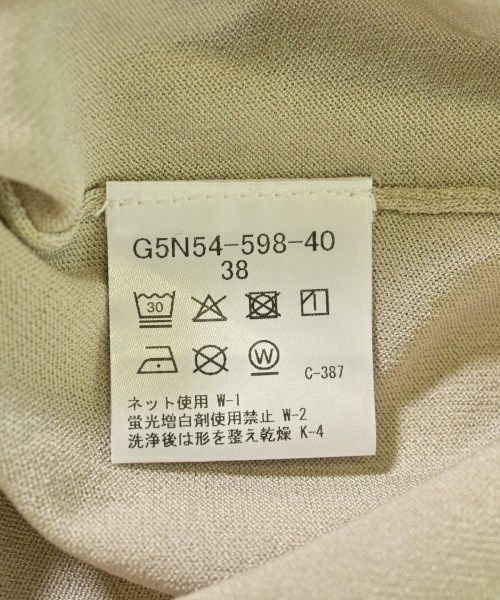 G5N54-598-40
38
30
W
C-387
ネット使用 W-1
蛍光増白剤使用禁止 W-2
洗浄後は形を整え乾燥 K-4